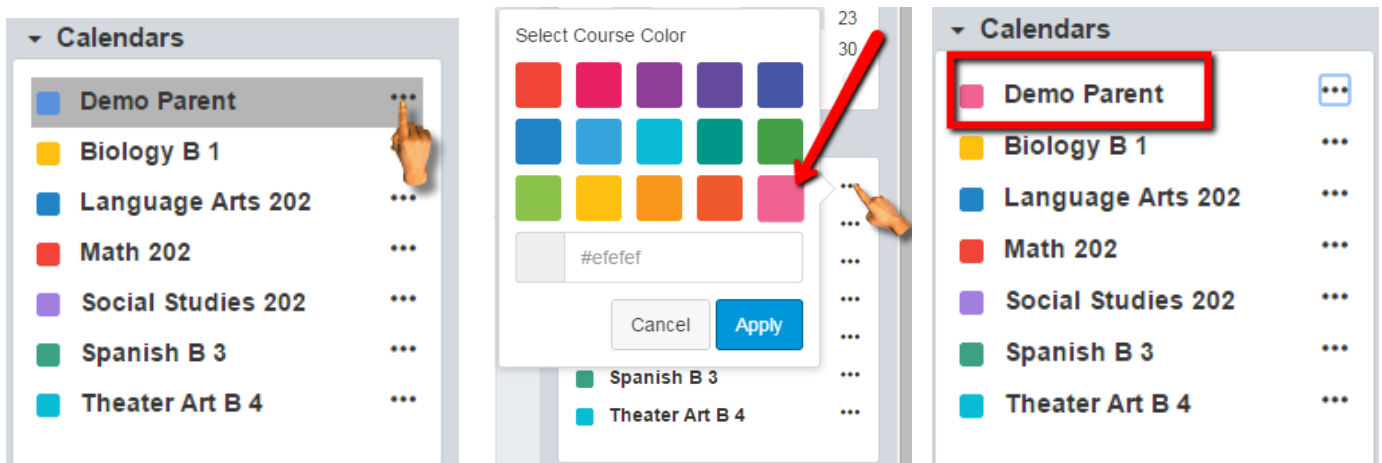 Calendars
Demo Parent ...
Biology B 1
Language Arts 202 ...
Math 202 ...
Social Studies 202 ...
Spanish B 3 ...
Theater Art B 4 ...
23
30
Select Course Color
...
...
...
...
...
#efefef
Cancel Apply
Spanish B 3 ...
Theater Art B 4 ...
Calendars
Demo Parent ...
Biology B 1 ...
Language Arts 202 ...
Math 202 ...
Social Studies 202 ...
Spanish B 3 ...
Theater Art B 4 ...